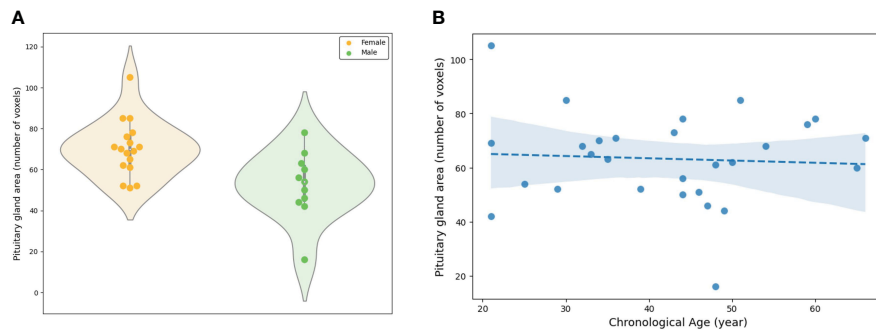 A
Female
Male
Pituitary gland area (number of voxels)
120
100
80
60
40
20
0
B
Pituitary gland area (number of voxels)
100
80
60
40
20
20
30
40
50
60
Chronological Age (year)